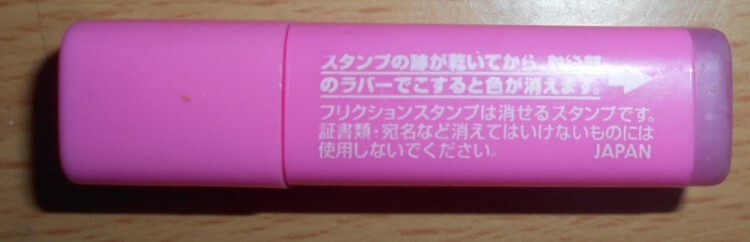 スタンプの跡が乾いてから
のラバーでこすると色が消えます。
フリクションスタンプは消せるスタンプです。
証書類・宛名など消えてはいけないものには
使用しないでください。 JAPAN